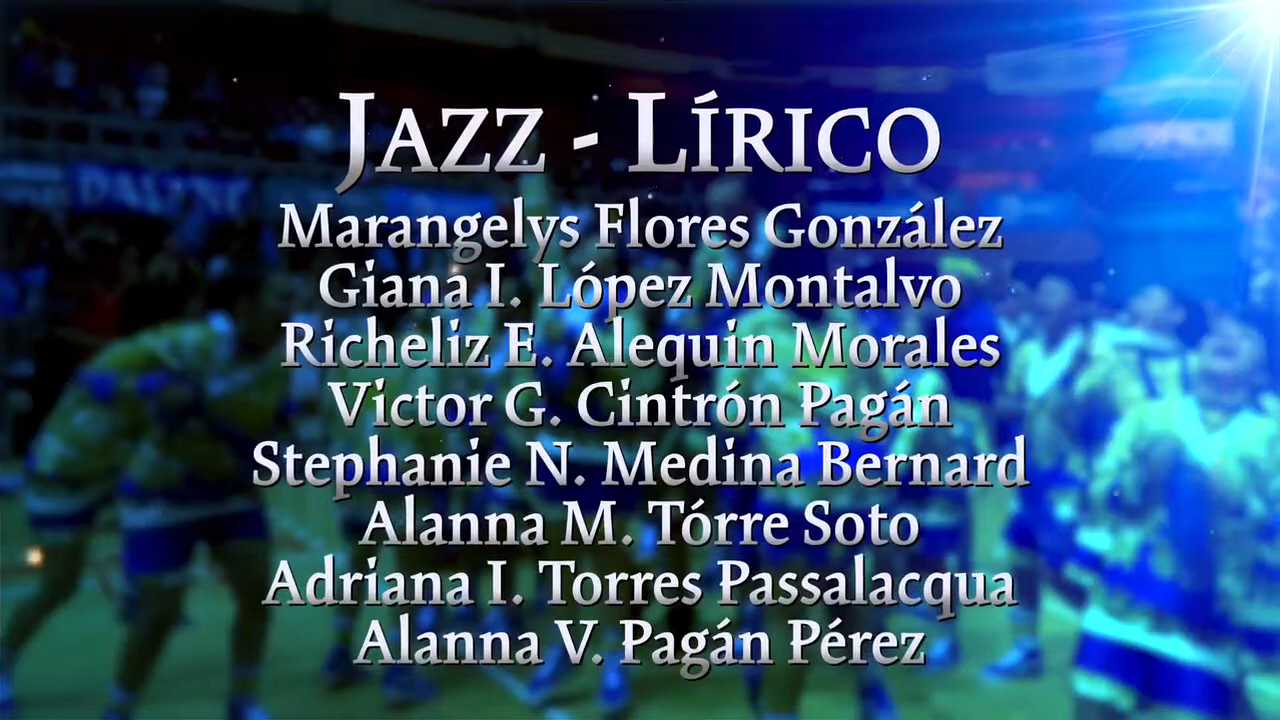 Jazz - Lírico
Marangelys Flores González
Giana I. López Montalvo
Richeliz E. Alequin Morales
Victor G. Cintrón Pagán
Stephanie N. Medina Bernard
Alanna M. Tórre Soto
Adriana I. Torres Passalacqua
Alanna V. Pagán Pérez